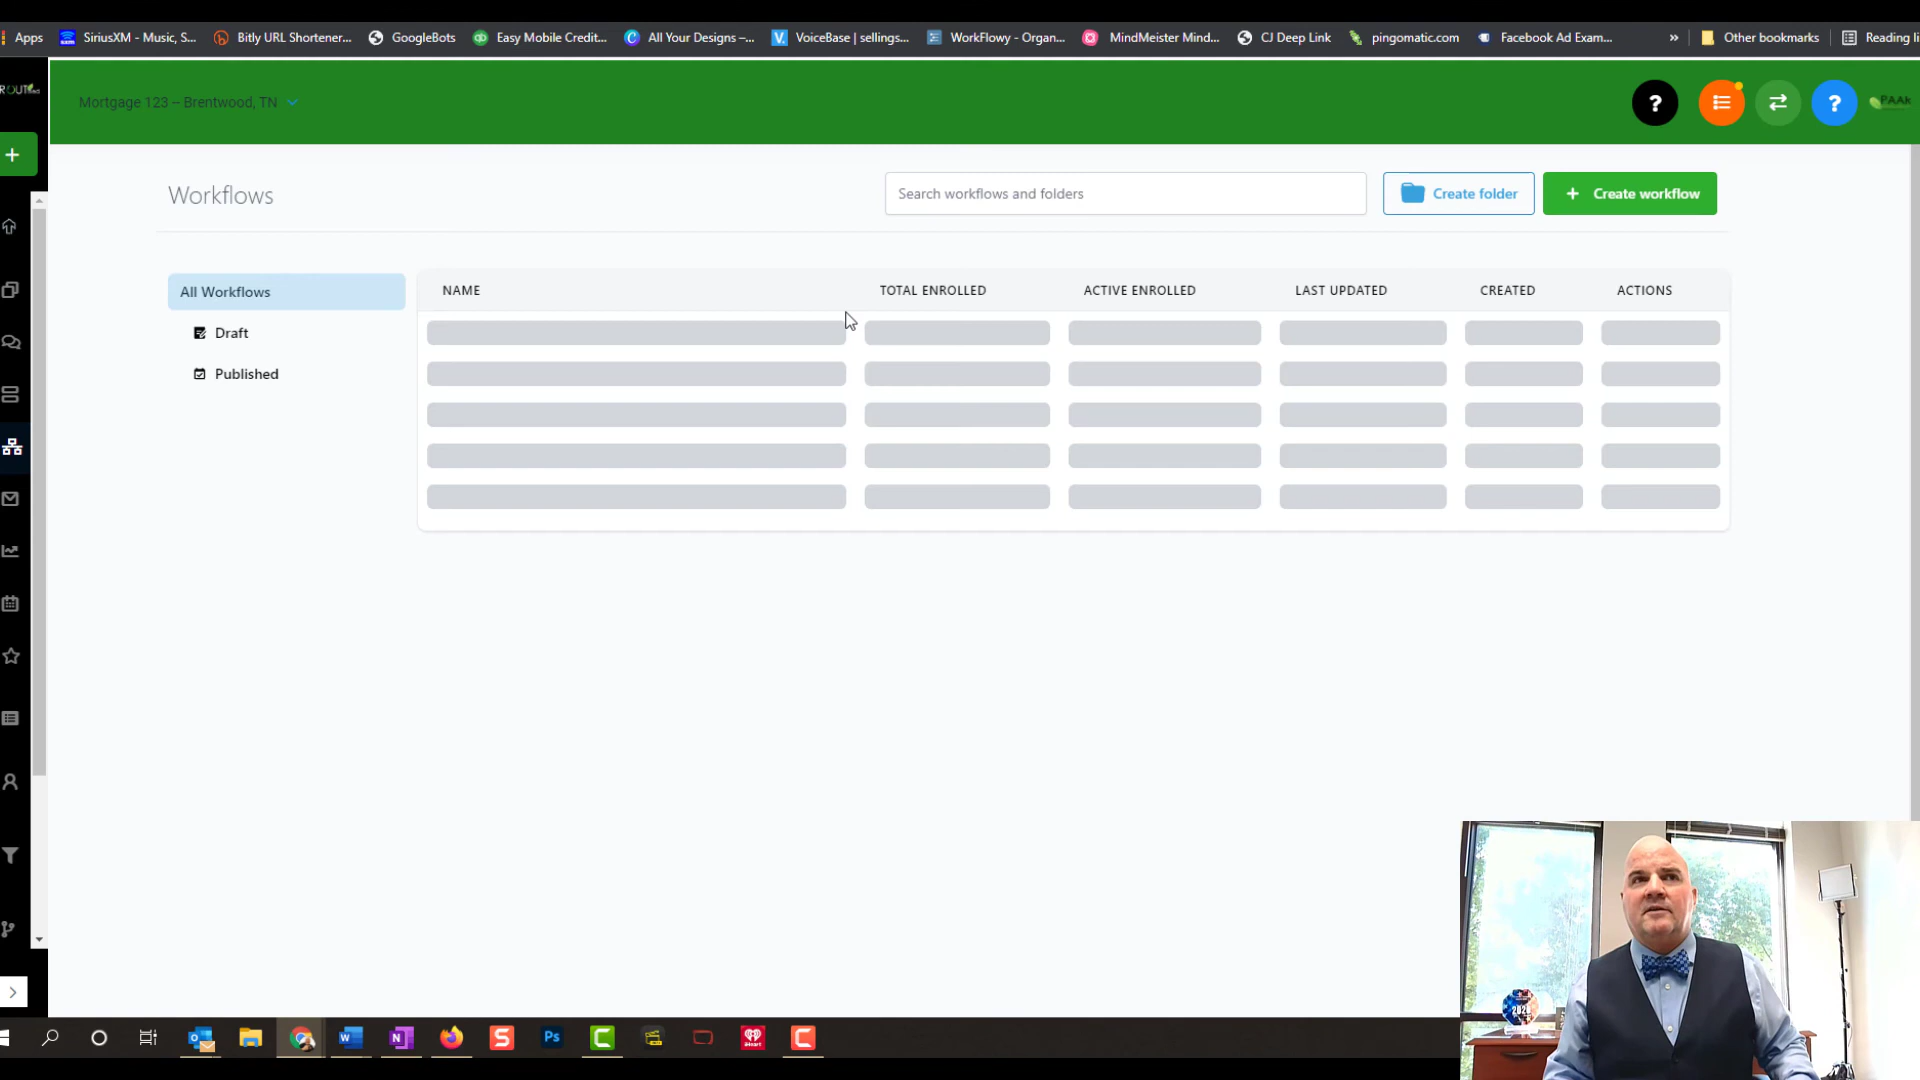 Apps SiriusXM - Music, S... Bitly URL Shortener... GoogleBots Easy Mobile Credit... All Your Designs –... VoiceBase | sellings... WorkFlowy - Organ... MindMeister Mind... CJ Deep Link pingomatic.com Facebook Ad Exam... » Other bookmarks Reading li
Mortgage 123 – Brentwood, TN
? ?
+
Workflows
Search workflows and folders
Create folder
+ Create workflow
All Workflows
Draft
Published
NAME TOTAL ENROLLED ACTIVE ENROLLED LAST UPDATED CREATED ACTIONS
W N S Ps C iHeart C
2020